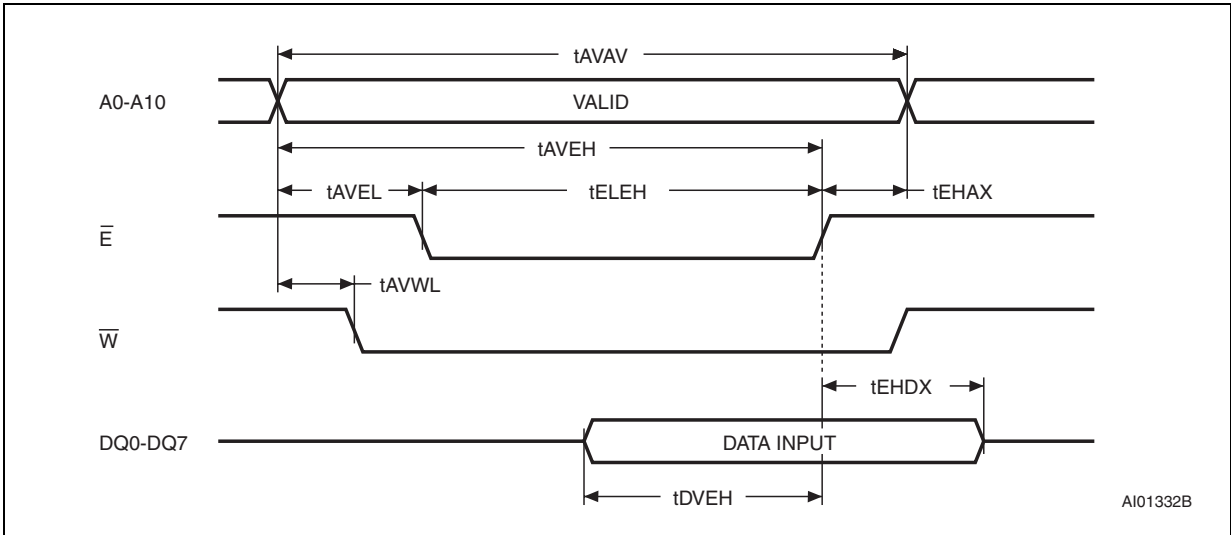 tAVAV
A0-A10
VALID
tAVEH
tAVEL
tELEH
tEHAX
E̅
tAVWL
W̅
tEHDX
DQ0-DQ7
DATA INPUT
tDVEH
AI01332B